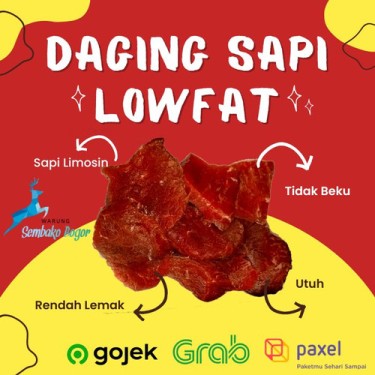 DAGING SAPI
LOWFAT
Sapi Limosin
Tidak Beku
WARUNG
Sembako Bogor
Utuh
Rendah Lemak
gojek
Grab
paxel
Paketmu Sehari Sampai